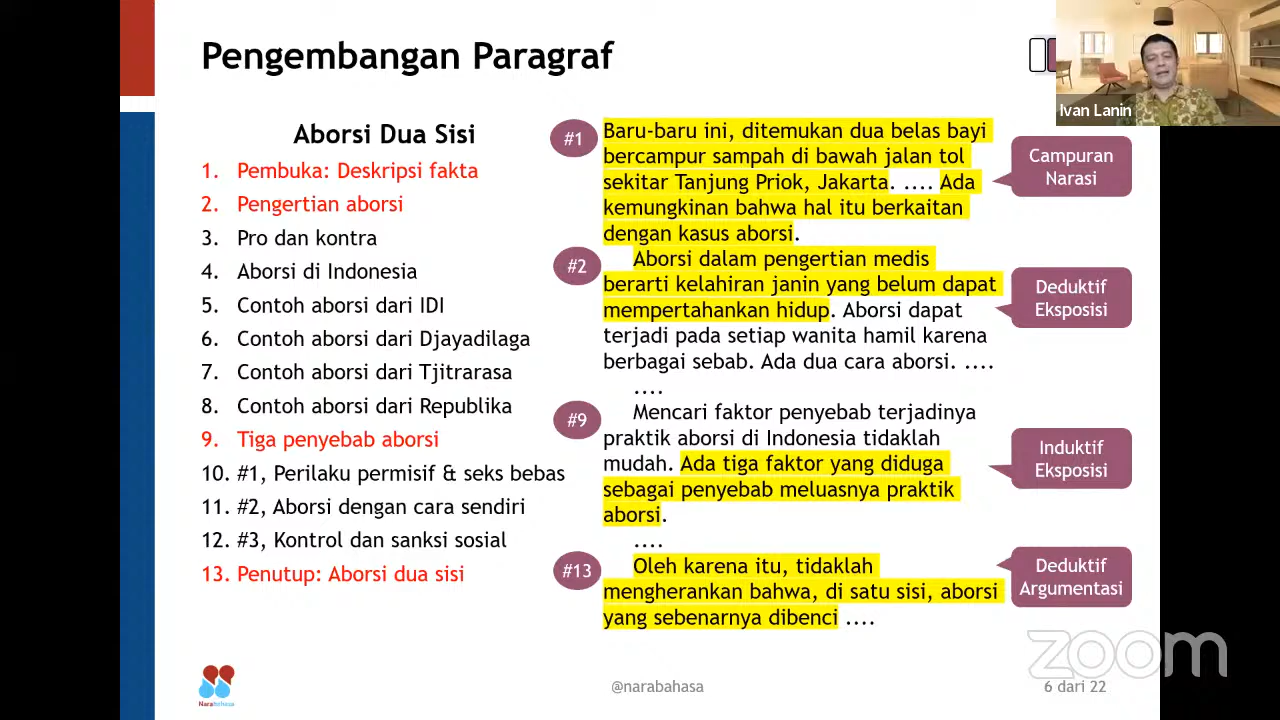 Pengembangan Paragraf
Ivan Lanin
Aborsi Dua Sisi
1. Pembuka: Deskripsi fakta
2. Pengertian aborsi
3. Pro dan kontra
4. Aborsi di Indonesia
5. Contoh aborsi dari IDI
6. Contoh aborsi dari Djayadilaga
7. Contoh aborsi dari Tjitrarasa
8. Contoh aborsi dari Republika
9. Tiga penyebab aborsi
10. #1, Perilaku permisif & seks bebas
11. #2, Aborsi dengan cara sendiri
12. #3, Kontrol dan sanksi sosial
13. Penutup: Aborsi dua sisi
#1
Baru-baru ini, ditemukan dua belas bayi
bercampur sampah di bawah jalan tol
sekitar Tanjung Priok, Jakarta. .... Ada
kemungkinan bahwa hal itu berkaitan
dengan kasus aborsi.
Campuran
Narasi
#2
Aborsi dalam pengertian medis
berarti kelahiran janin yang belum dapat
mempertahankan hidup. Aborsi dapat
terjadi pada setiap wanita hamil karena
berbagai sebab. Ada dua cara aborsi. ....
....
Deduktif
Eksposisi
#9
Mencari faktor penyebab terjadinya
praktik aborsi di Indonesia tidaklah
mudah. Ada tiga faktor yang diduga
sebagai penyebab meluasnya praktik
aborsi.
....
Induktif
Eksposisi
#13
Oleh karena itu, tidaklah
mengherankan bahwa, di satu sisi, aborsi
yang sebenarnya dibenci ....
Deduktif
Argumentasi
zoom
Narabahasa
@narabahasa
6 dari 22